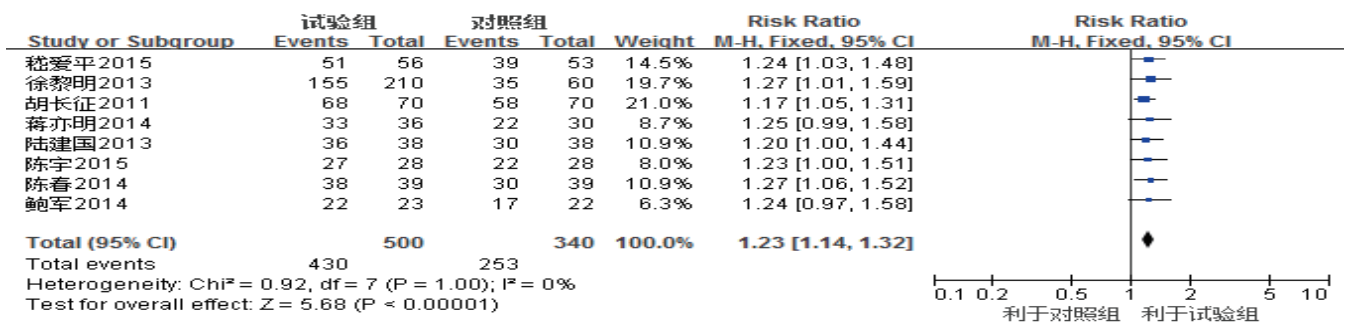 试验组 对照组 Risk Ratio Risk Ratio
Study or Subgroup Events Total Events Total Weight M-H, Fixed, 95% CI M-H, Fixed, 95% CI
嵇爱平2015 51 56 39 53 14.5% 1.24 [1.03, 1.48]
徐黎明2013 155 210 35 60 19.7% 1.27 [1.01, 1.59]
胡长征2011 68 70 58 70 21.0% 1.17 [1.05, 1.31]
蒋亦明2014 33 36 22 30 8.7% 1.25 [0.99, 1.58]
陆建国2013 36 38 30 38 10.9% 1.20 [1.00, 1.44]
陈宇2015 27 28 22 28 8.0% 1.23 [1.00, 1.51]
陈春2014 38 39 30 39 10.9% 1.27 [1.06, 1.52]
鲍军2014 22 23 17 22 6.3% 1.24 [0.97, 1.58]
Total (95% CI) 500 340 100.0% 1.23 [1.14, 1.32]
Total events 430 253
Heterogeneity: Chi² = 0.92, df = 7 (P = 1.00); I² = 0%
Test for overall effect: Z = 5.68 (P < 0.00001)
0.1 0.2 0.5 1 2 5 10
利于对照组 利于试验组